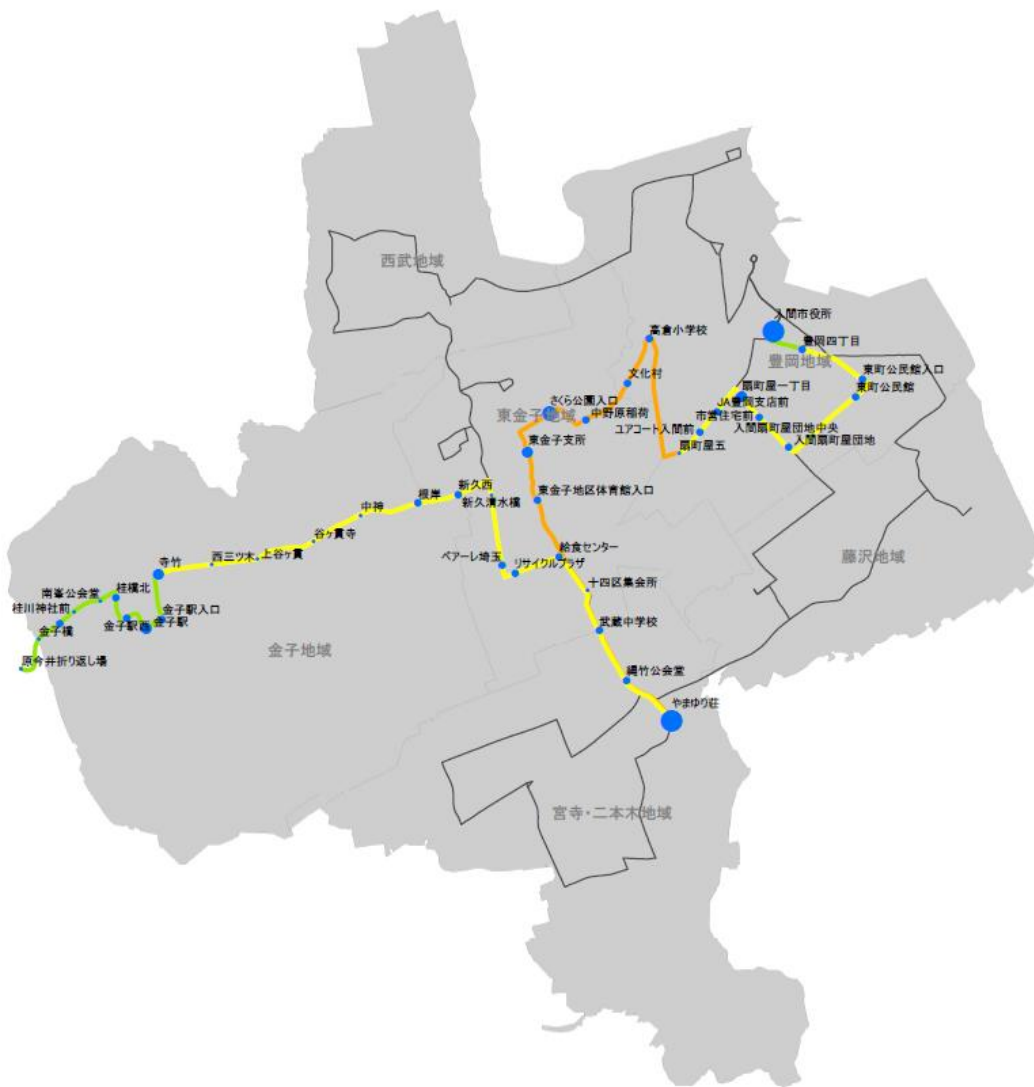 西武地域
入間市役所
高倉小学校
豊岡四丁目
豊岡地域
東町公民館入口
文化村
扇町屋一丁目
東町公民館
さくら公園入口
JA豊岡支店前
東金子地域
中野原稲荷
市営住宅前
ユアコート入間前
入間扇町屋団地中央
東金子支所
扇町屋五
入間扇町屋団地
新久西
東金子地区体育館入口
根岸
新久清水橋
中神
谷ヶ貫寺
給食センター
藤沢地域
西三ツ木
上谷ヶ貫
ペアーレ埼玉
リサイクルプラザ
寺竹
十四区集会所
南峯公会堂
桂橋北
桂川神社前
金子駅入口
金子橋
金子駅西
金子駅
武蔵中学校
金子地域
原今井折り返し場
縄竹公会堂
やまゆり荘
宮寺・二本木地域